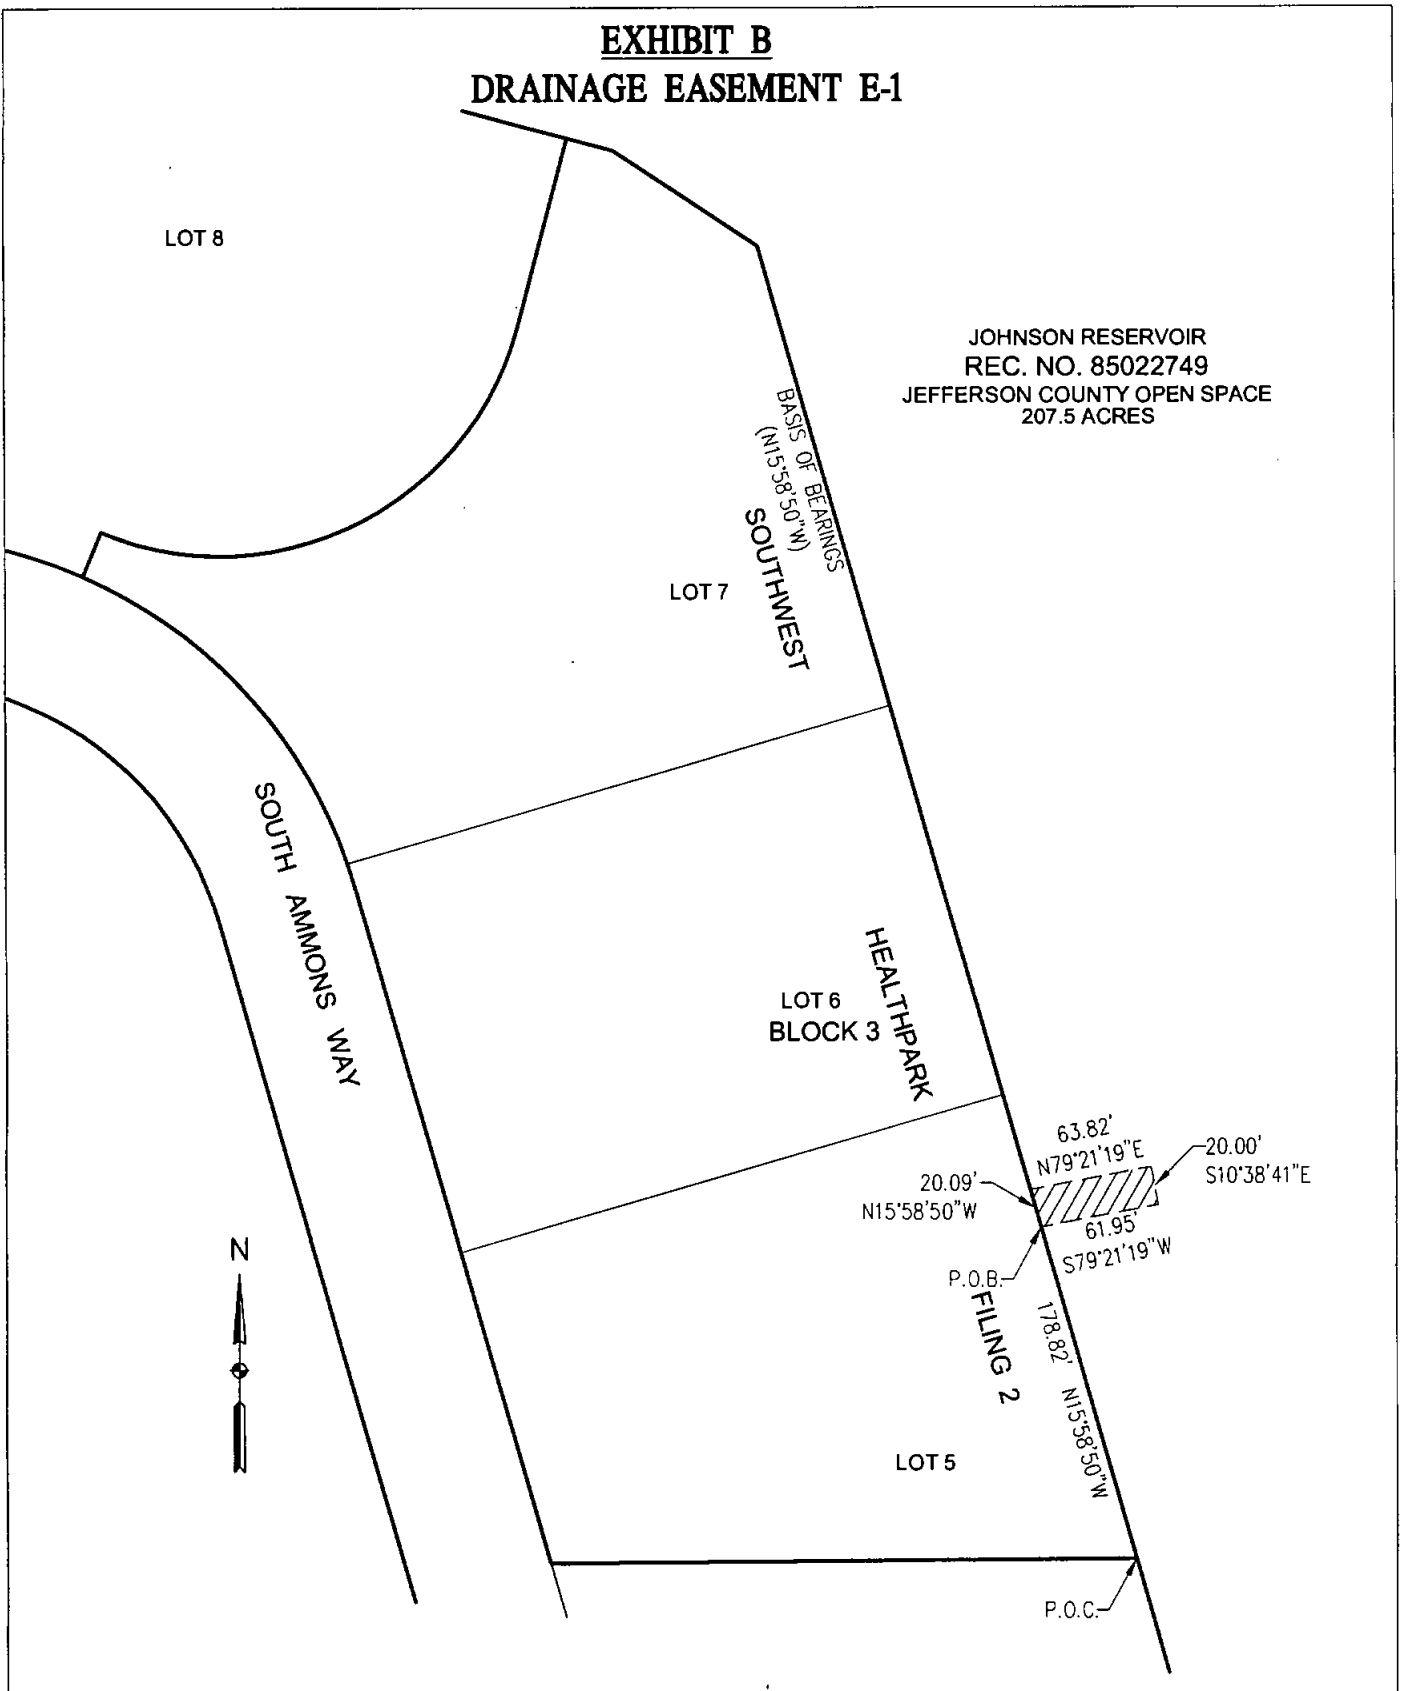 EXHIBIT B
DRAINAGE EASEMENT E-1
LOT 8
JOHNSON RESERVOIR
REC. NO. 85022749
JEFFERSON COUNTY OPEN SPACE
207.5 ACRES
BASIS OF BEARINGS
(N15°58'50"W)
SOUTHWEST
LOT 7
SOUTH AMMONS WAY
HEALTHPARK
LOT 6
BLOCK 3
63.82'
N79°21'19"E
20.00'
S10°38'41"E
20.09'
N15°58'50"W
61.95'
S79°21'19"W
P.O.B.
FILING 2
178.82' N15°58'50"W
N
LOT 5
P.O.C.